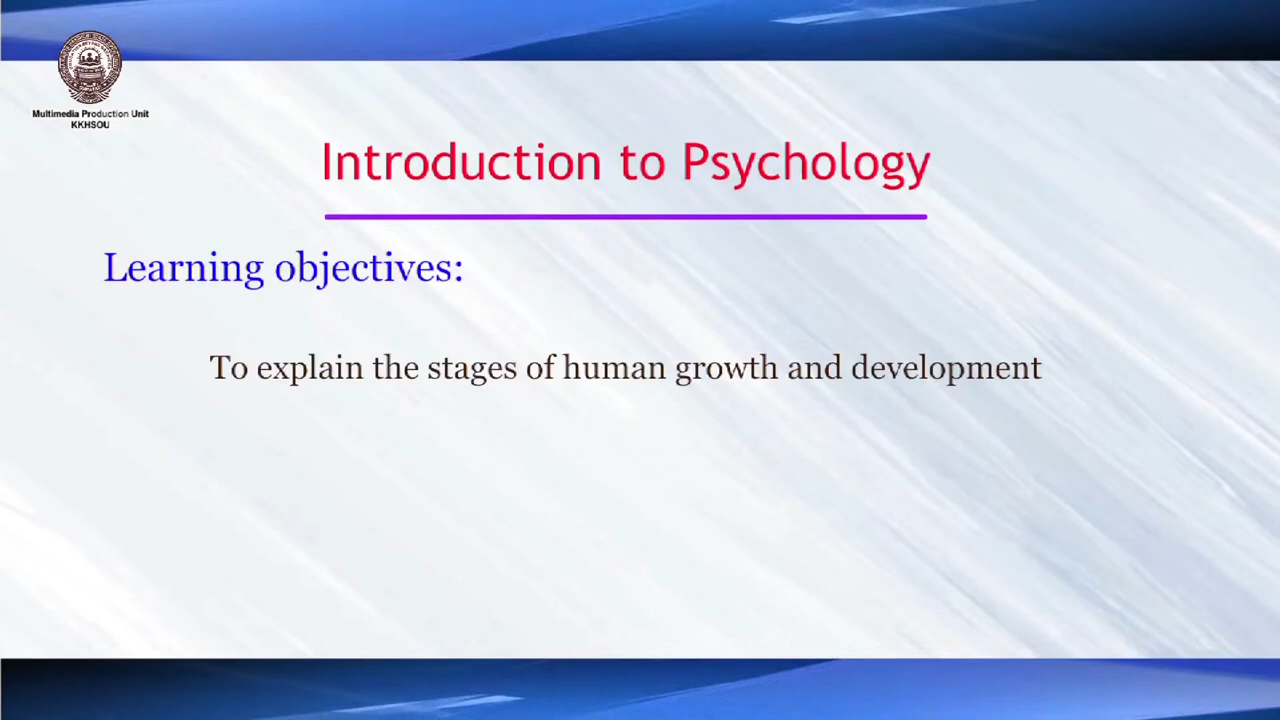 Multimedia Production Unit
KKHSOU
Introduction to Psychology
Learning objectives:
To explain the stages of human growth and development